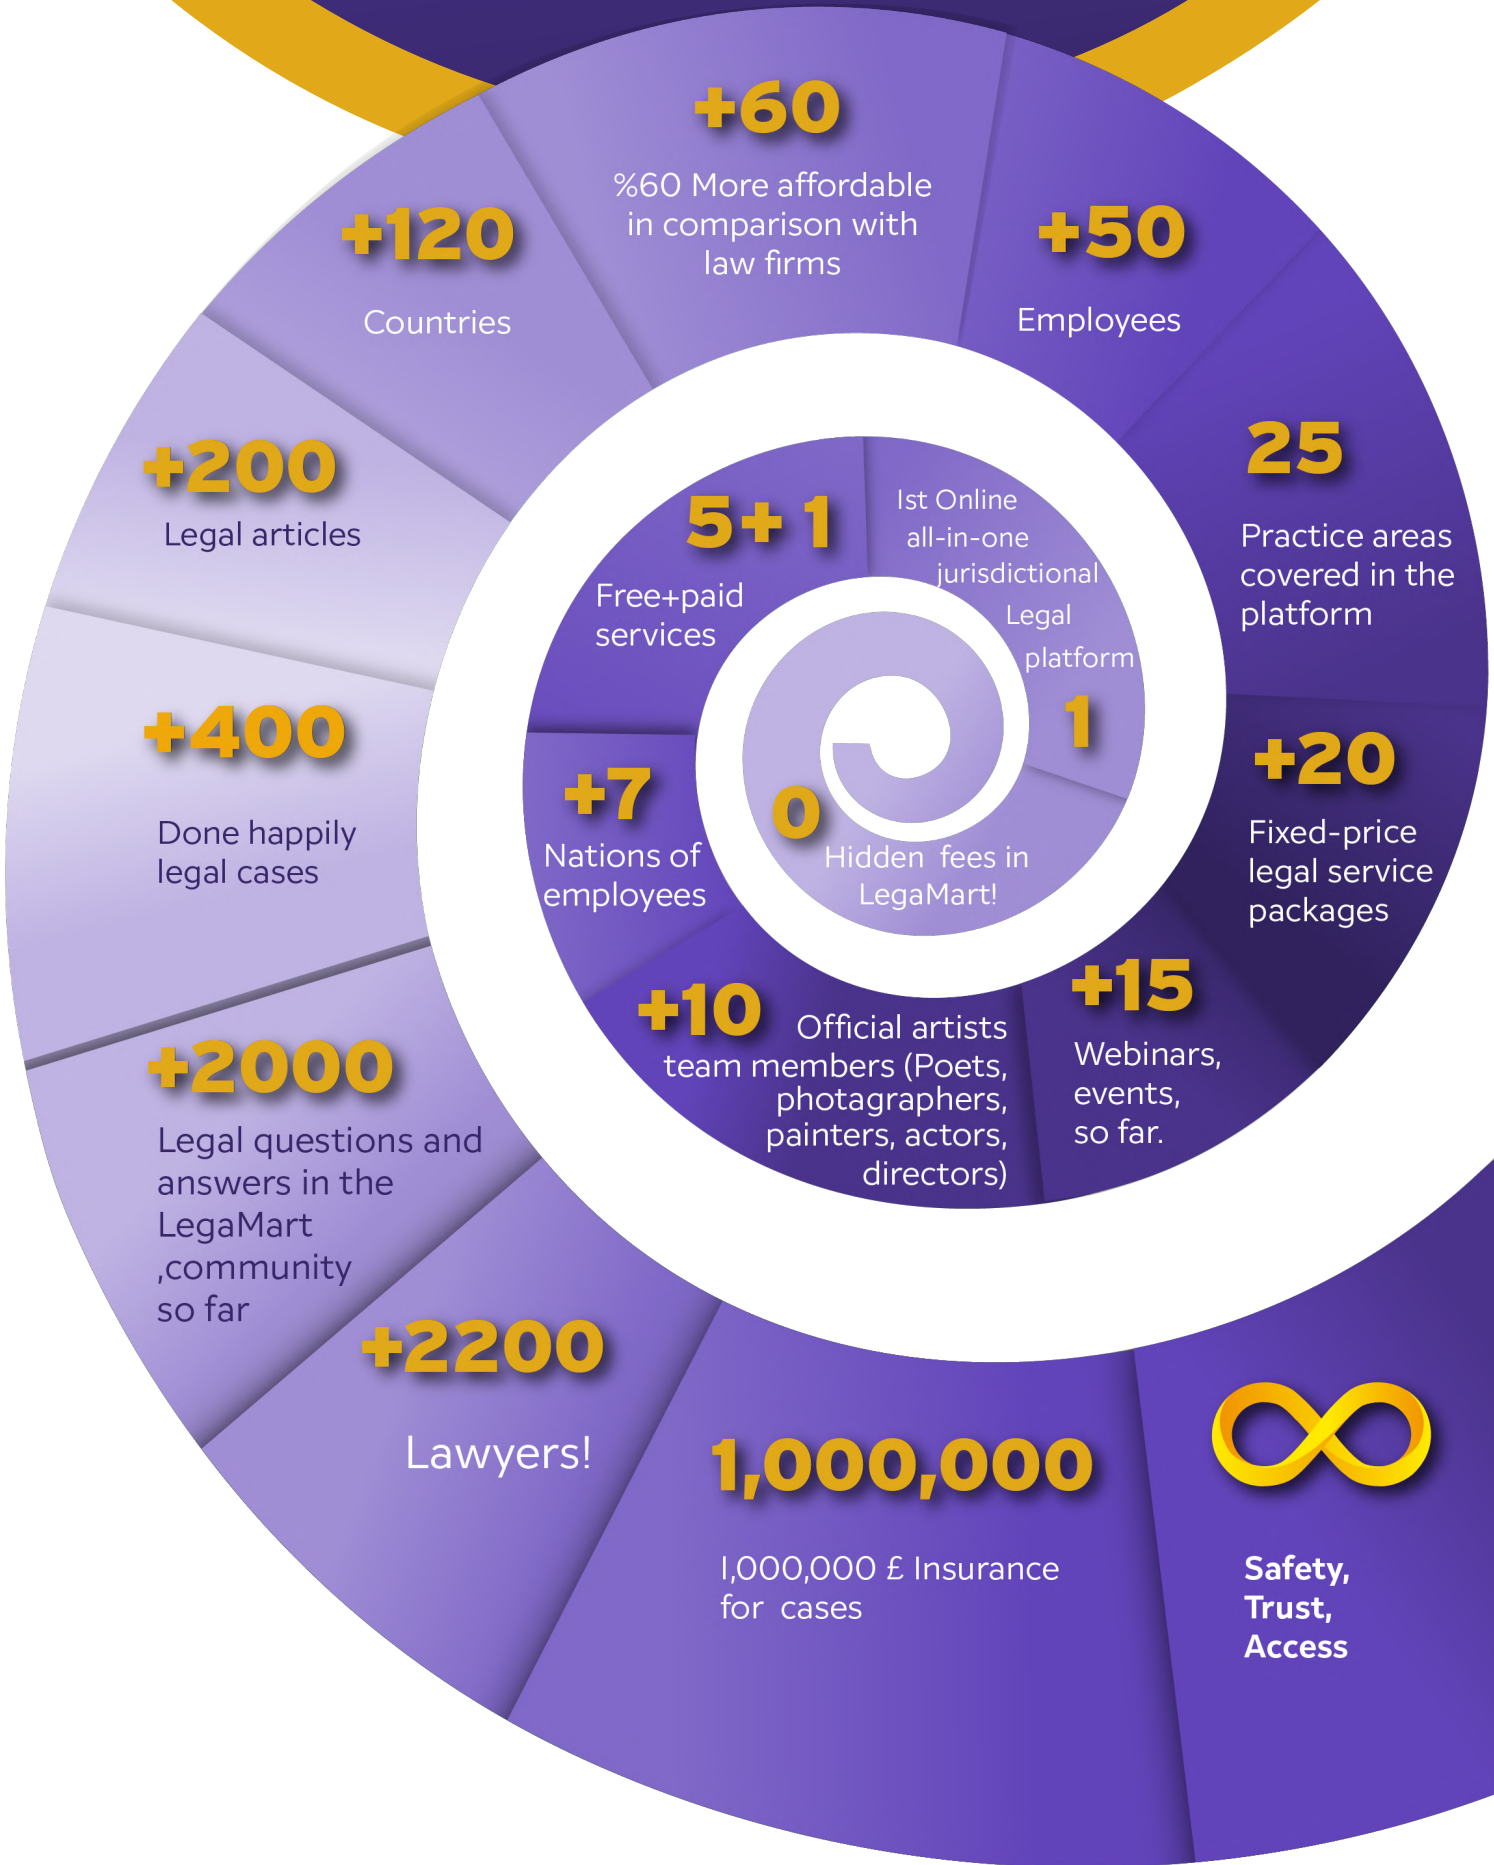 0
Hidden fees in
LegaMart!
1st Online
all-in-one
jurisdictional
Legal
platform
1
5+1
Free+paid
services
+7
Nations of
employees
+10
Official artists
team members (Poets,
photagraphers,
painters, actors,
directors)
+15
Webinars,
events,
so far.
+20
Fixed-price
legal service
packages
25
Practice areas
covered in the
platform
+50
Employees
+60
%60 More affordable
in comparison with
law firms
+120
Countries
+200
Legal articles
+400
Done happily
legal cases
+2000
Legal questions and
answers in the
LegaMart
,community
so far
+2200
Lawyers!
1,000,000
1,000,000 £ Insurance
for cases
∞
Safety,
Trust,
Access